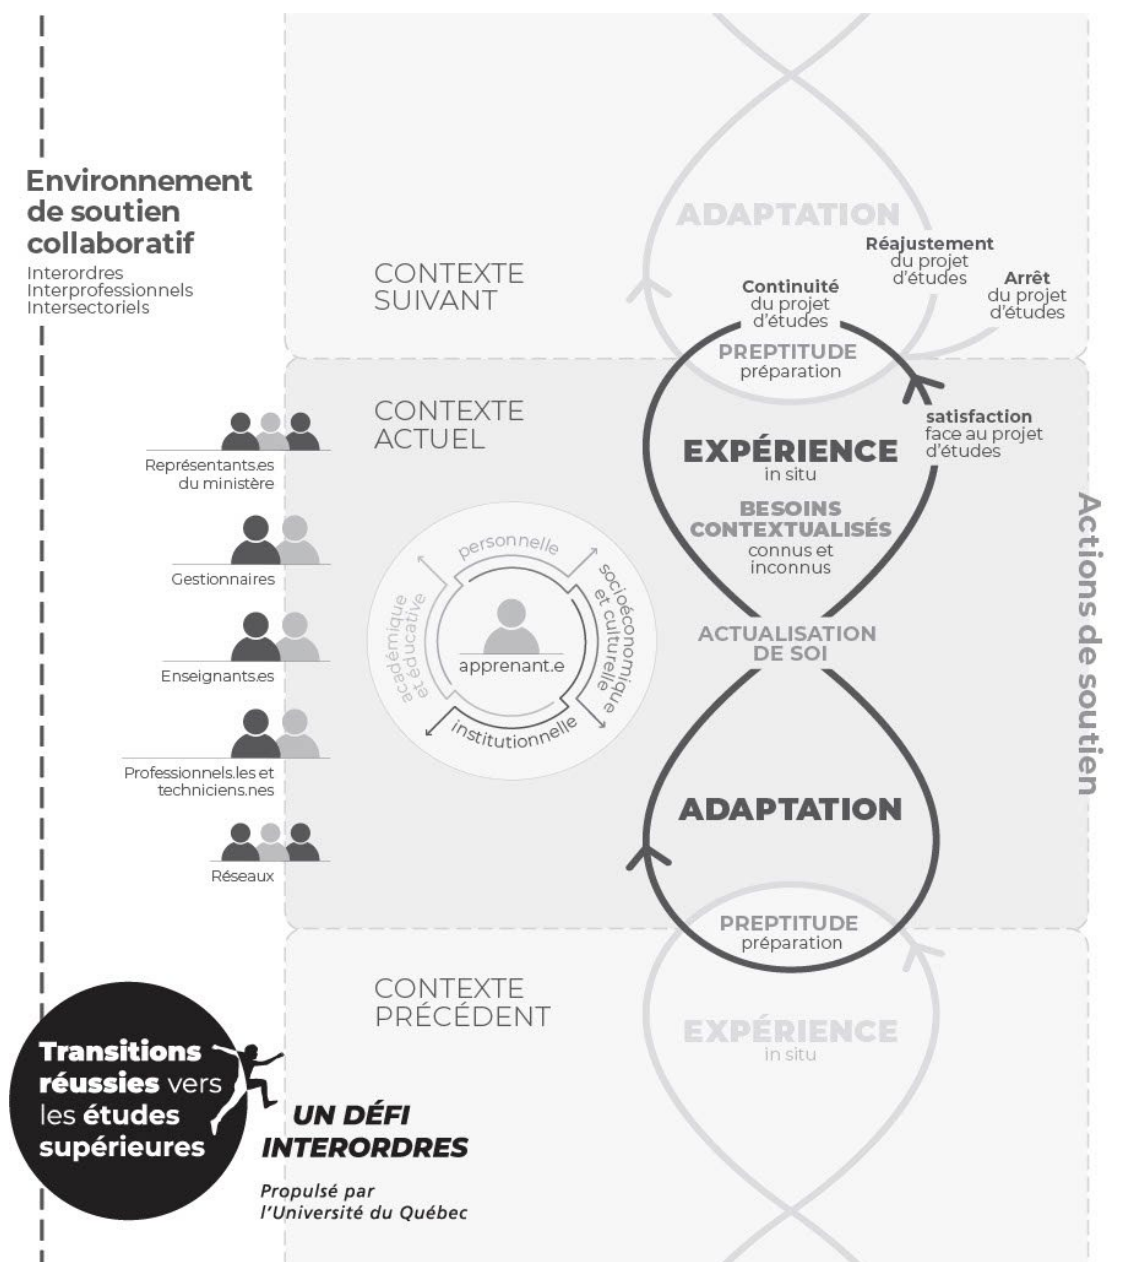 Environnement
de soutien
collaboratif
Interordres
Interprofessionnels
Intersectoriels
CONTEXTE
SUIVANT
ADAPTATION
Réajustement
du projet
d'études
Arrêt
du projet
d'études
Continuité
du projet
d'études
PREPTITUDE
préparation
CONTEXTE
ACTUEL
satisfaction
face au projet
d'études
EXPÉRIENCE
in situ
BESOINS
CONTEXTUALISÉS
connus et
inconnus
ACTUALISATION
DE SOI
Représentants.es
du ministère
Gestionnaires
Enseignants.es
Professionnels.les et
techniciens.nes
Réseaux
personnelle
socioéconomique
et culturelle
académique
et éducative
apprenant.e
institutionnelle
Actions de soutien
ADAPTATION
PREPTITUDE
préparation
CONTEXTE
PRÉCÉDENT
EXPÉRIENCE
in situ
Transitions
réussies vers
les études
supérieures
UN DÉFI
INTERORDRES
Propulsé par
l'Université du Québec